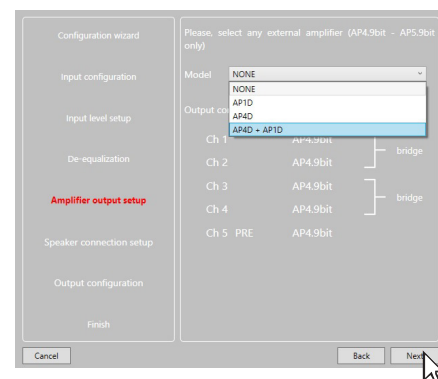 Configuration wizard
Input configuration
Input level setup
De-equalization
Amplifier output setup
Speaker connection setup
Output configuration
Finish
Please, select any external amplifier (AP4.9bit - AP5.9bit
only)
Model NONE
NONE
AP1D
AP4D
AP4D + AP1D
Output co
Ch 1 AP4.9bit
bridge
Ch 2 AP4.9bit
Ch 3 AP4.9bit
bridge
Ch 4 AP4.9bit
Ch 5 PRE AP4.9bit
Cancel Back Next